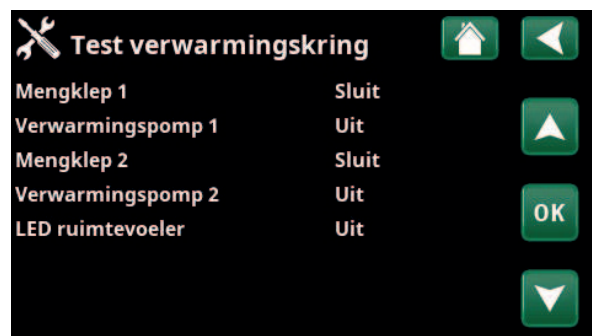 Test verwarmingskring
Mengklep 1 Sluit
Verwarmingspomp 1 Uit
Mengklep 2 Sluit
Verwarmingspomp 2 Uit
LED ruimtevoeler Uit
OK